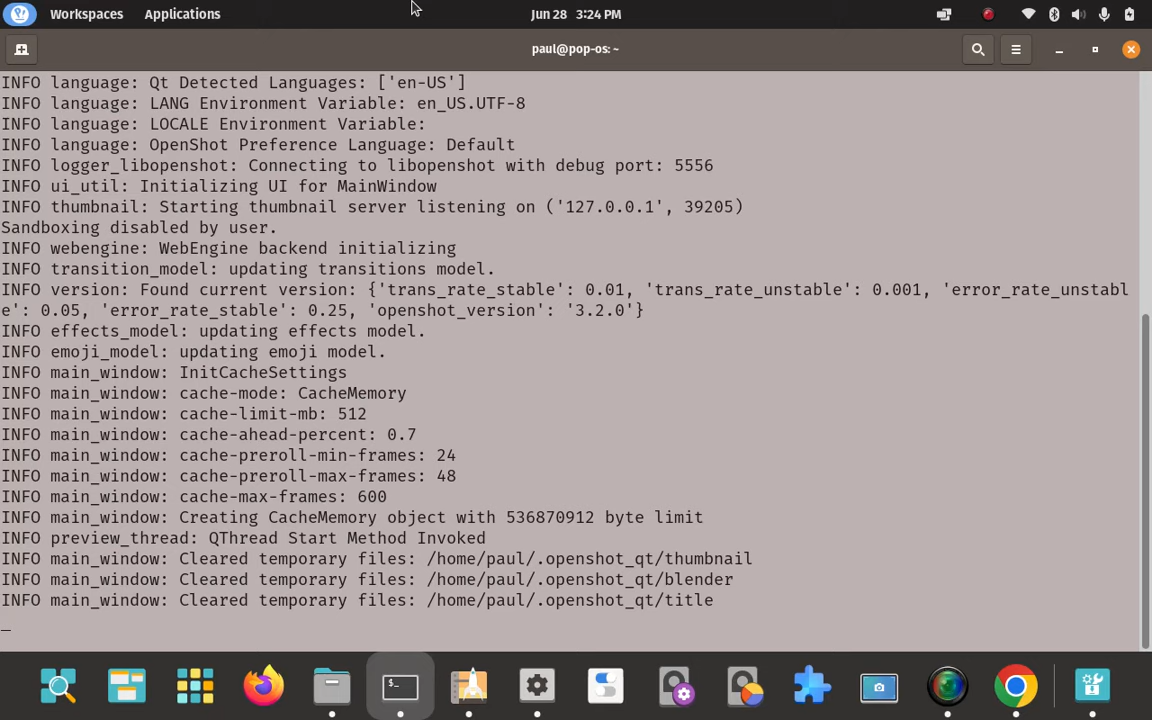 Workspaces Applications Jun 28 3:24 PM
paul@pop-os: ~
INFO language: Qt Detected Languages: ['en-US']
INFO language: LANG Environment Variable: en_US.UTF-8
INFO language: LOCALE Environment Variable:
INFO language: OpenShot Preference Language: Default
INFO logger_libopenshot: Connecting to libopenshot with debug port: 5556
INFO ui_util: Initializing UI for MainWindow
INFO thumbnail: Starting thumbnail server listening on ('127.0.0.1', 39205)
Sandboxing disabled by user.
INFO webengine: WebEngine backend initializing
INFO transition_model: updating transitions model.
INFO version: Found current version: {'trans_rate_stable': 0.01, 'trans_rate_unstable': 0.001, 'error_rate_unstabl
e': 0.05, 'error_rate_stable': 0.25, 'openshot_version': '3.2.0'}
INFO effects_model: updating effects model.
INFO emoji_model: updating emoji model.
INFO main_window: InitCacheSettings
INFO main_window: cache-mode: CacheMemory
INFO main_window: cache-limit-mb: 512
INFO main_window: cache-ahead-percent: 0.7
INFO main_window: cache-preroll-min-frames: 24
INFO main_window: cache-preroll-max-frames: 48
INFO main_window: cache-max-frames: 600
INFO main_window: Creating CacheMemory object with 536870912 byte limit
INFO preview_thread: QThread Start Method Invoked
INFO main_window: Cleared temporary files: /home/paul/.openshot_qt/thumbnail
INFO main_window: Cleared temporary files: /home/paul/.openshot_qt/blender
INFO main_window: Cleared temporary files: /home/paul/.openshot_qt/title